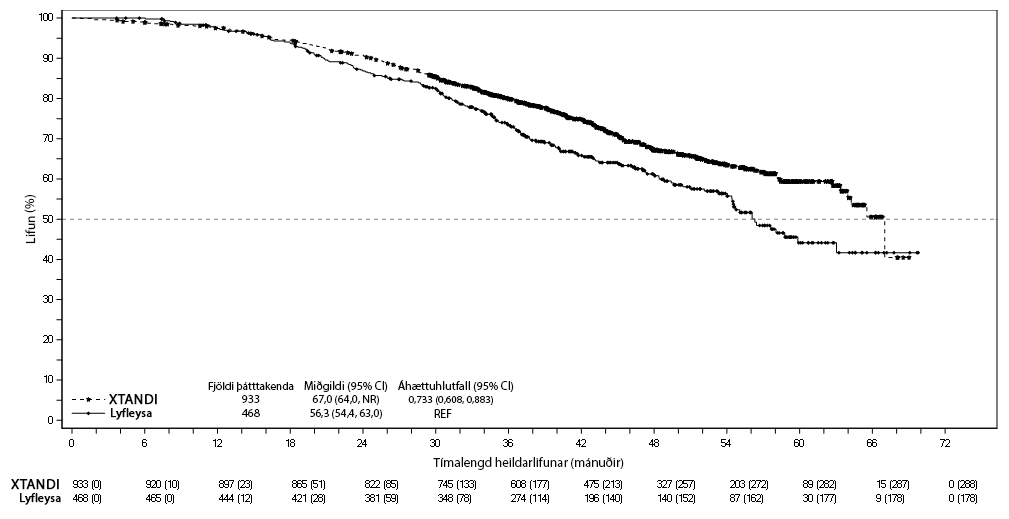 100
90
80
70
60
50
40
30
20
10
0
Lifun (%)
Fjöldi þátttakenda Miðgildi (95% CI) Áhættuhlutfall (95% CI)
XTANDI 933 67,0 (64,0, NR) 0,733 (0,608, 0,883)
Lyfleysa 468 56,3 (54,4, 63,0) REF
0 6 12 18 24 30 36 42 48 54 60 66 72
Tímalengd heildarlifunar (mánuðir)
XTANDI 933 (0) 920 (10) 897 (23) 865 (51) 822 (85) 745 (133) 608 (177) 475 (213) 327 (257) 203 (272) 89 (282) 15 (287) 0 (288)
Lyfleysa 468 (0) 465 (0) 444 (12) 421 (28) 381 (59) 348 (78) 274 (114) 196 (140) 140 (152) 87 (162) 30 (177) 9 (178) 0 (178)